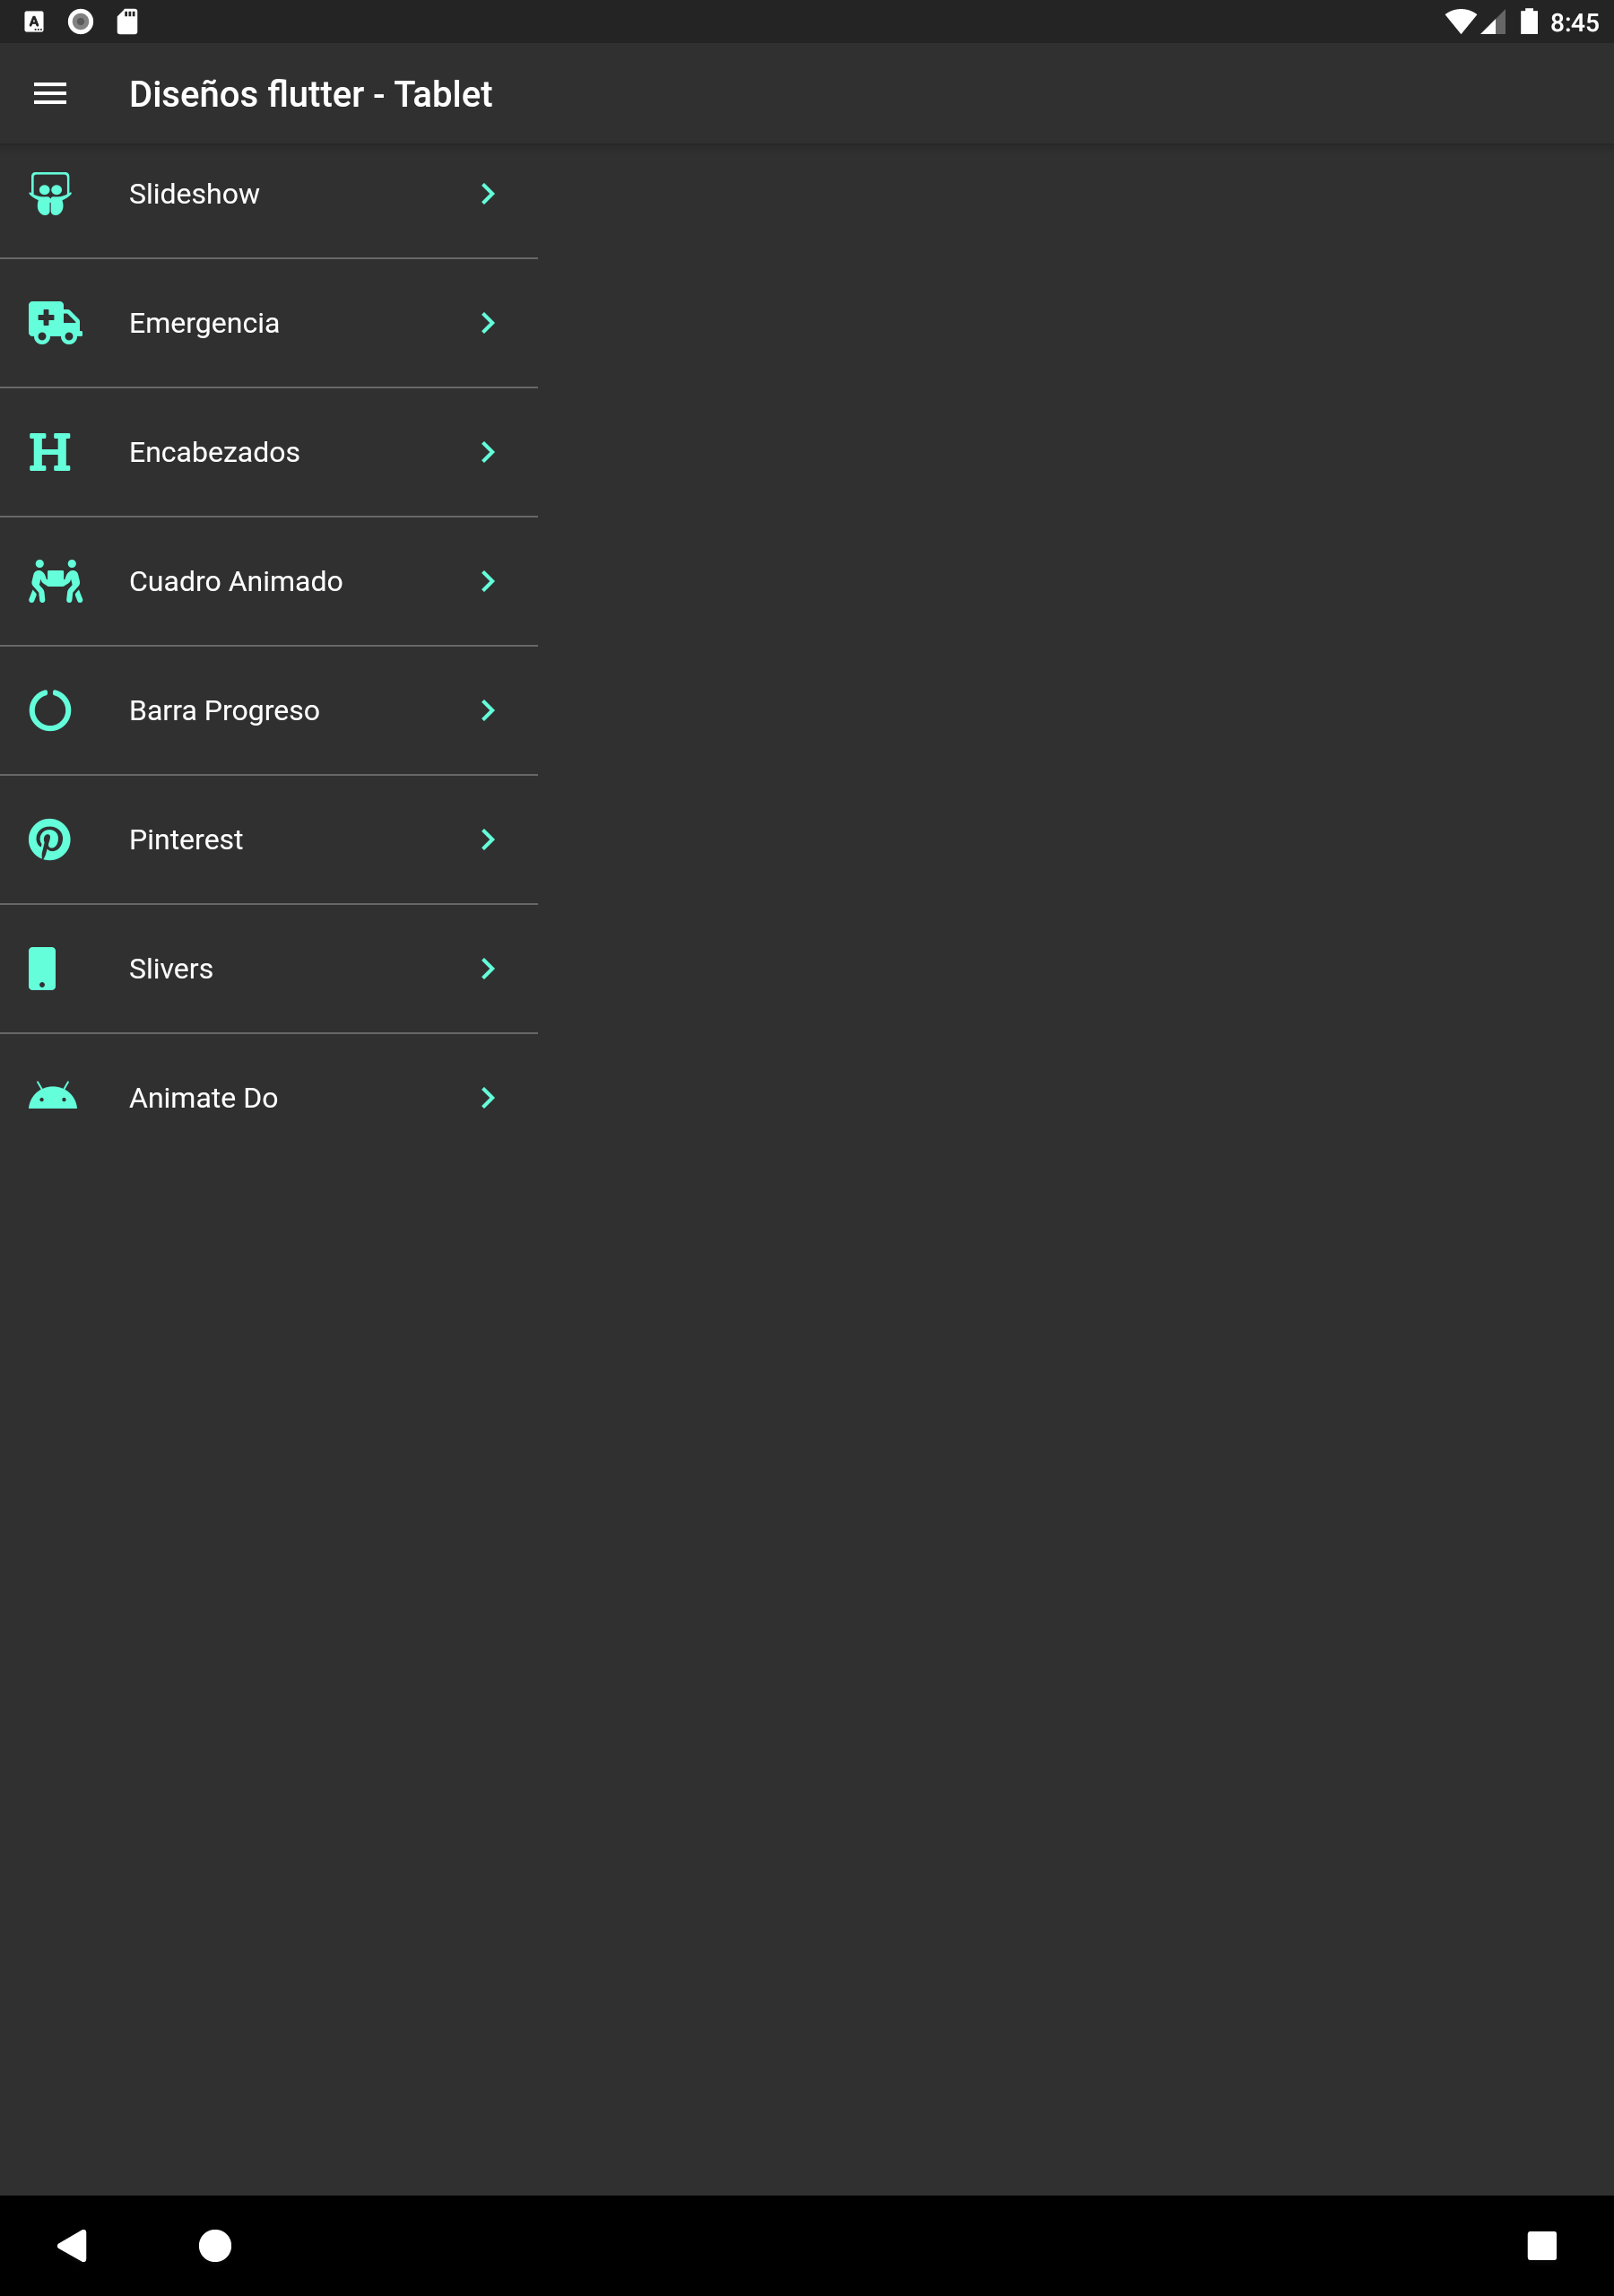 8:45
Diseños flutter - Tablet
Slideshow
Emergencia
Encabezados
Cuadro Animado
Barra Progreso
Pinterest
Slivers
Animate Do